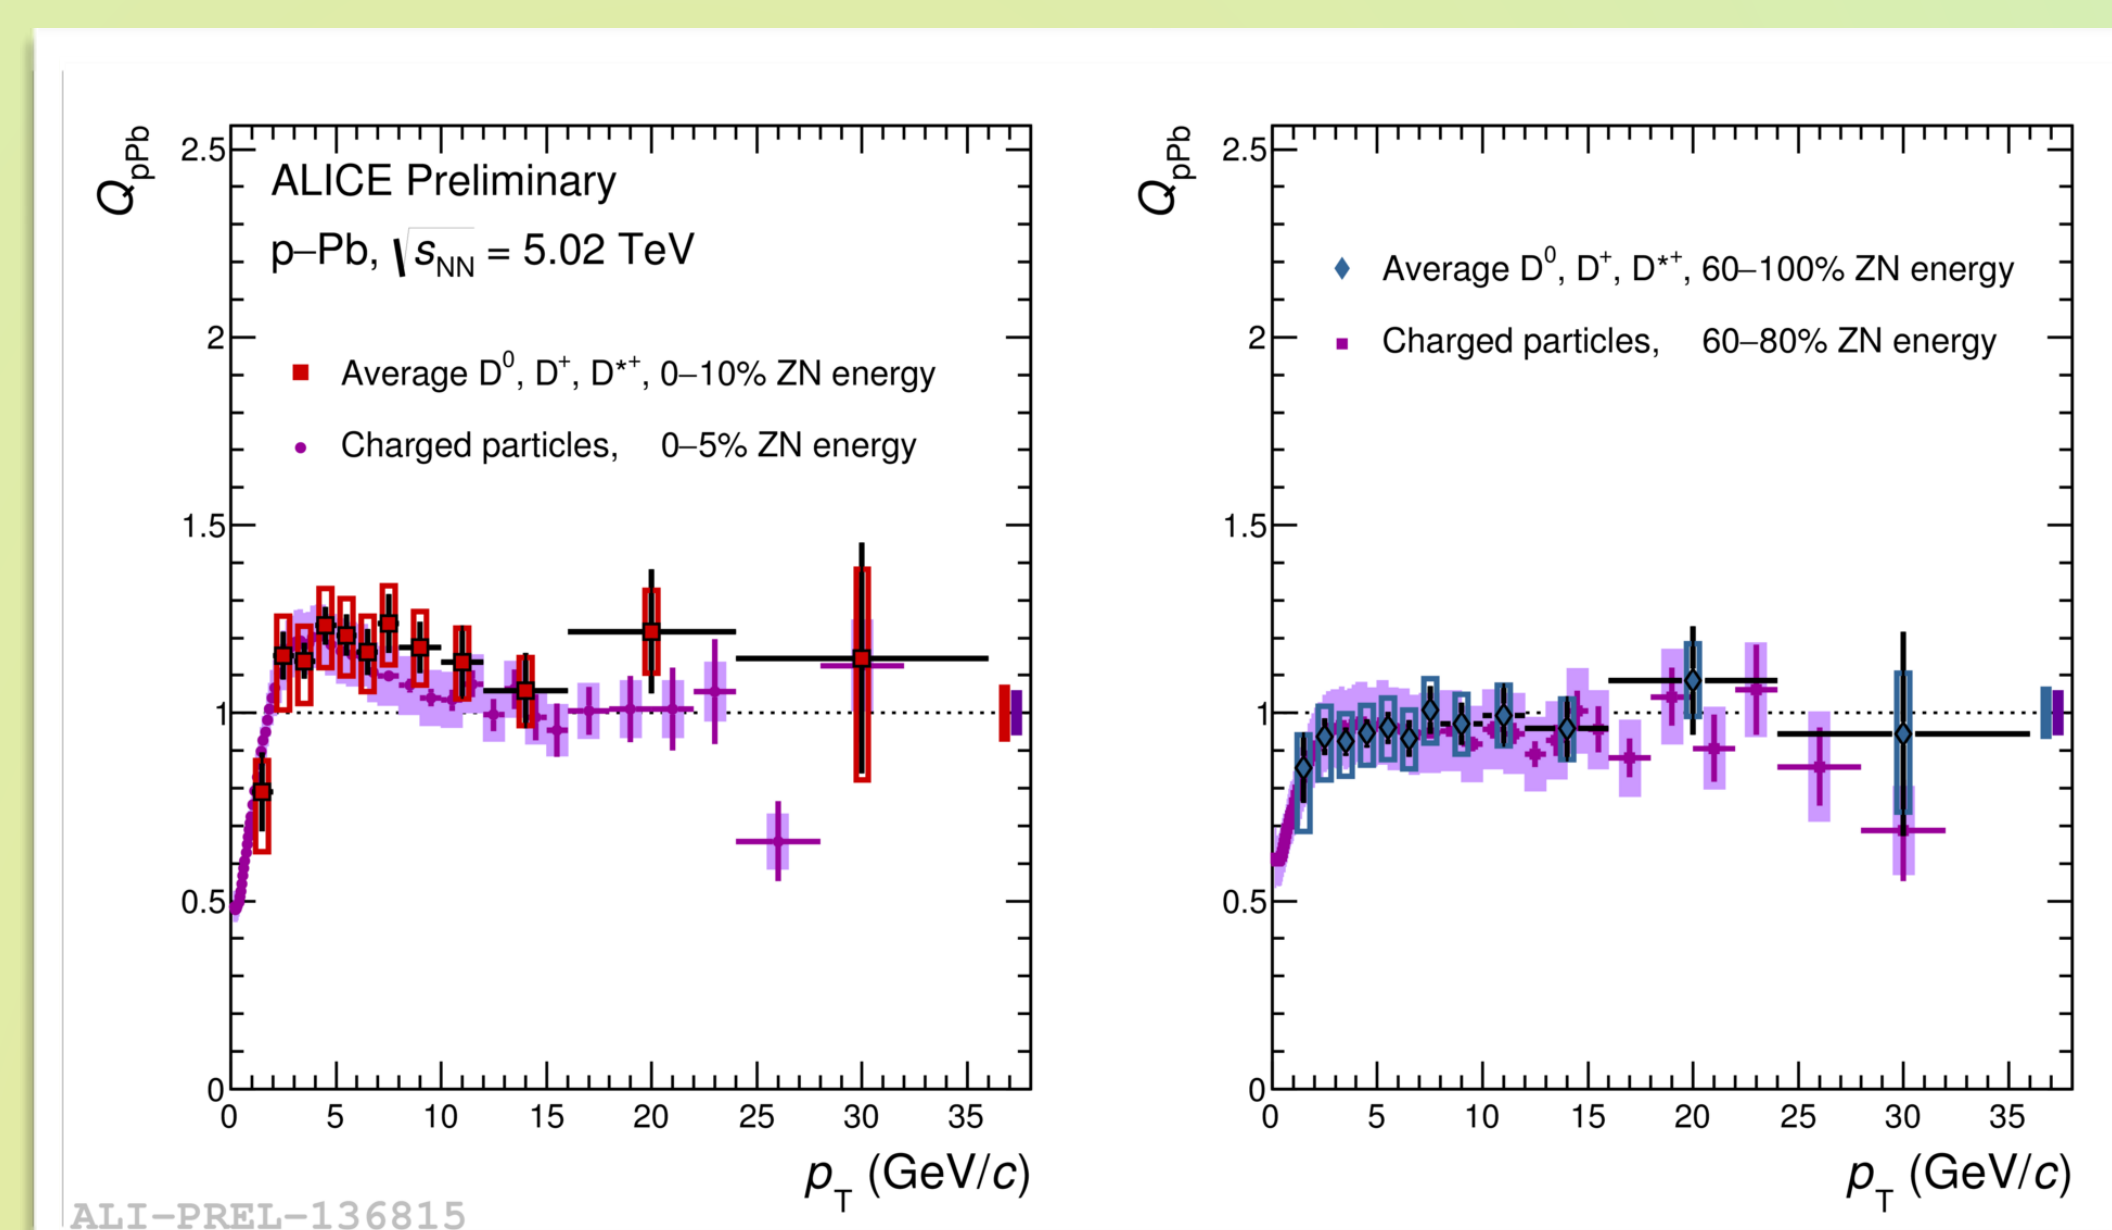 Q_pPb
2.5
2
1.5
1
0.5
0
ALICE Preliminary
p–Pb, √s_NN = 5.02 TeV
Average D⁰, D⁺, D*⁺, 0–10% ZN energy
Charged particles, 0–5% ZN energy
0 5 10 15 20 25 30 35
p_T (GeV/c)
Q_pPb
2.5
2
1.5
1
0.5
0
Average D⁰, D⁺, D*⁺, 60–100% ZN energy
Charged particles, 60–80% ZN energy
0 5 10 15 20 25 30 35
p_T (GeV/c)
ALI-PREL-136815